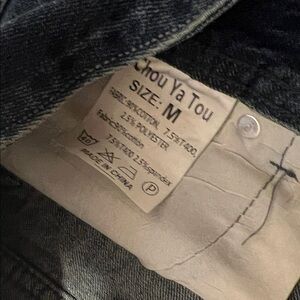 Chou Ya Tou
SIZE: M
FABRIC: 90%COTTON, 7.5%T400,
2.5% POLYESTER
Fabric:90%cotton
7.5%T400 2.5%spandex
P
MADE IN CHINA